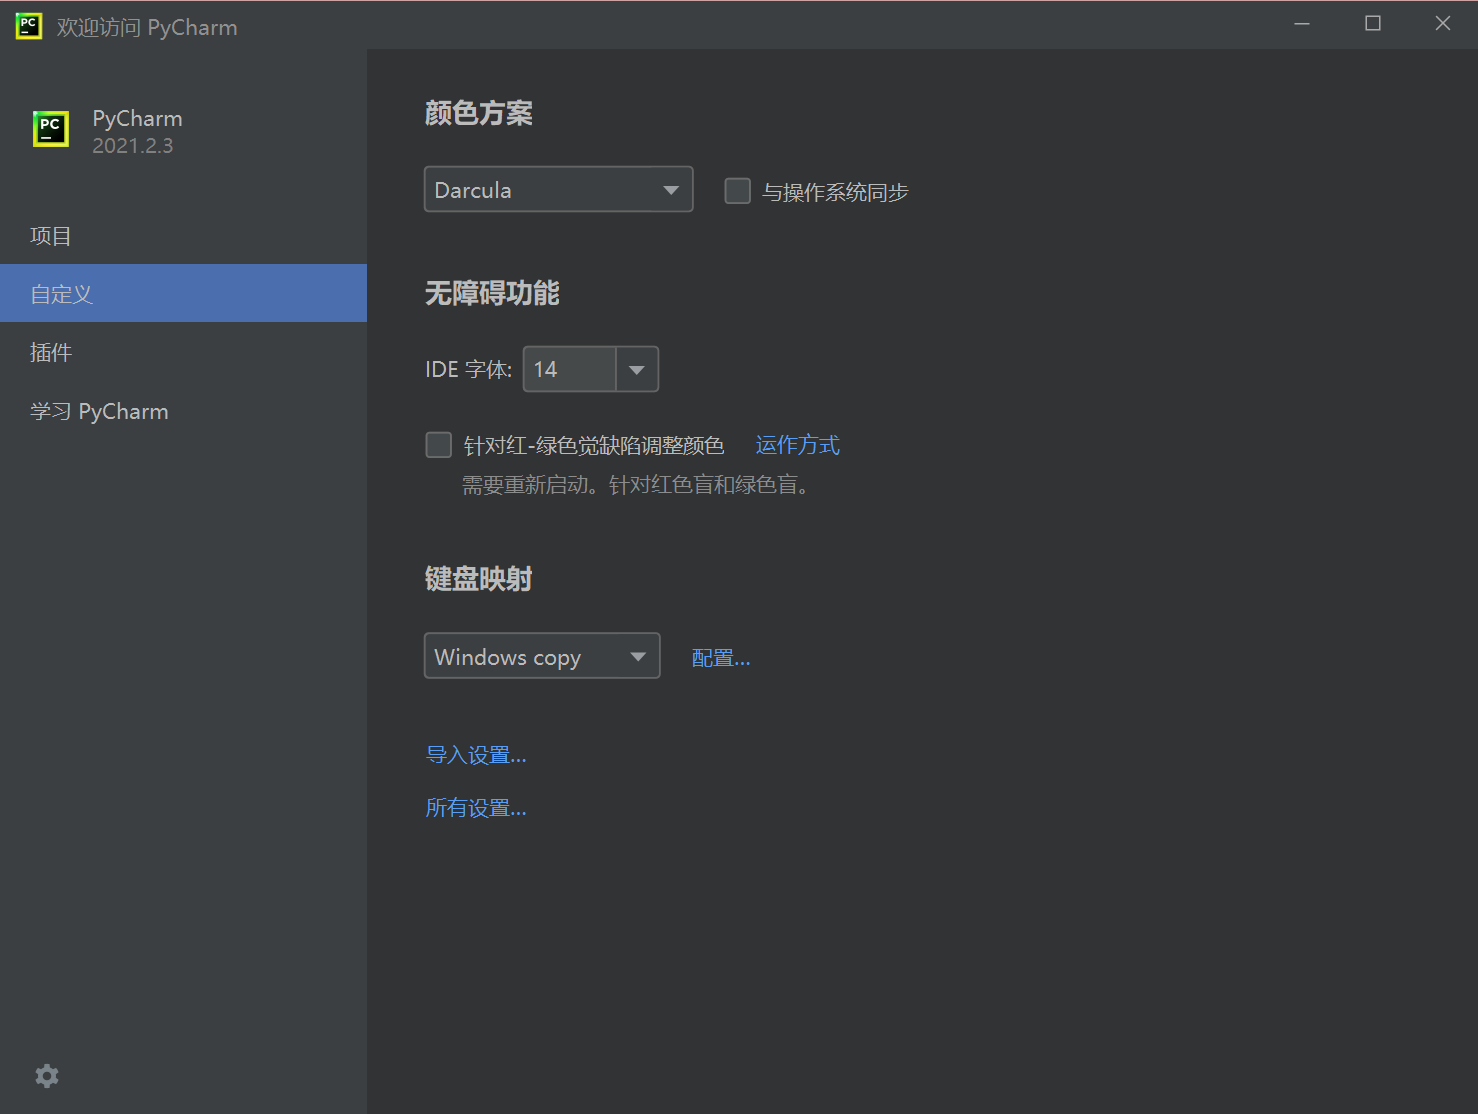 欢迎访问 PyCharm
PyCharm
2021.2.3
项目
自定义
插件
学习 PyCharm
颜色方案
Darcula
与操作系统同步
无障碍功能
IDE 字体: 14
针对红-绿色觉缺陷调整颜色 运作方式
需要重新启动。针对红色盲和绿色盲。
键盘映射
Windows copy 配置...
导入设置...
所有设置...